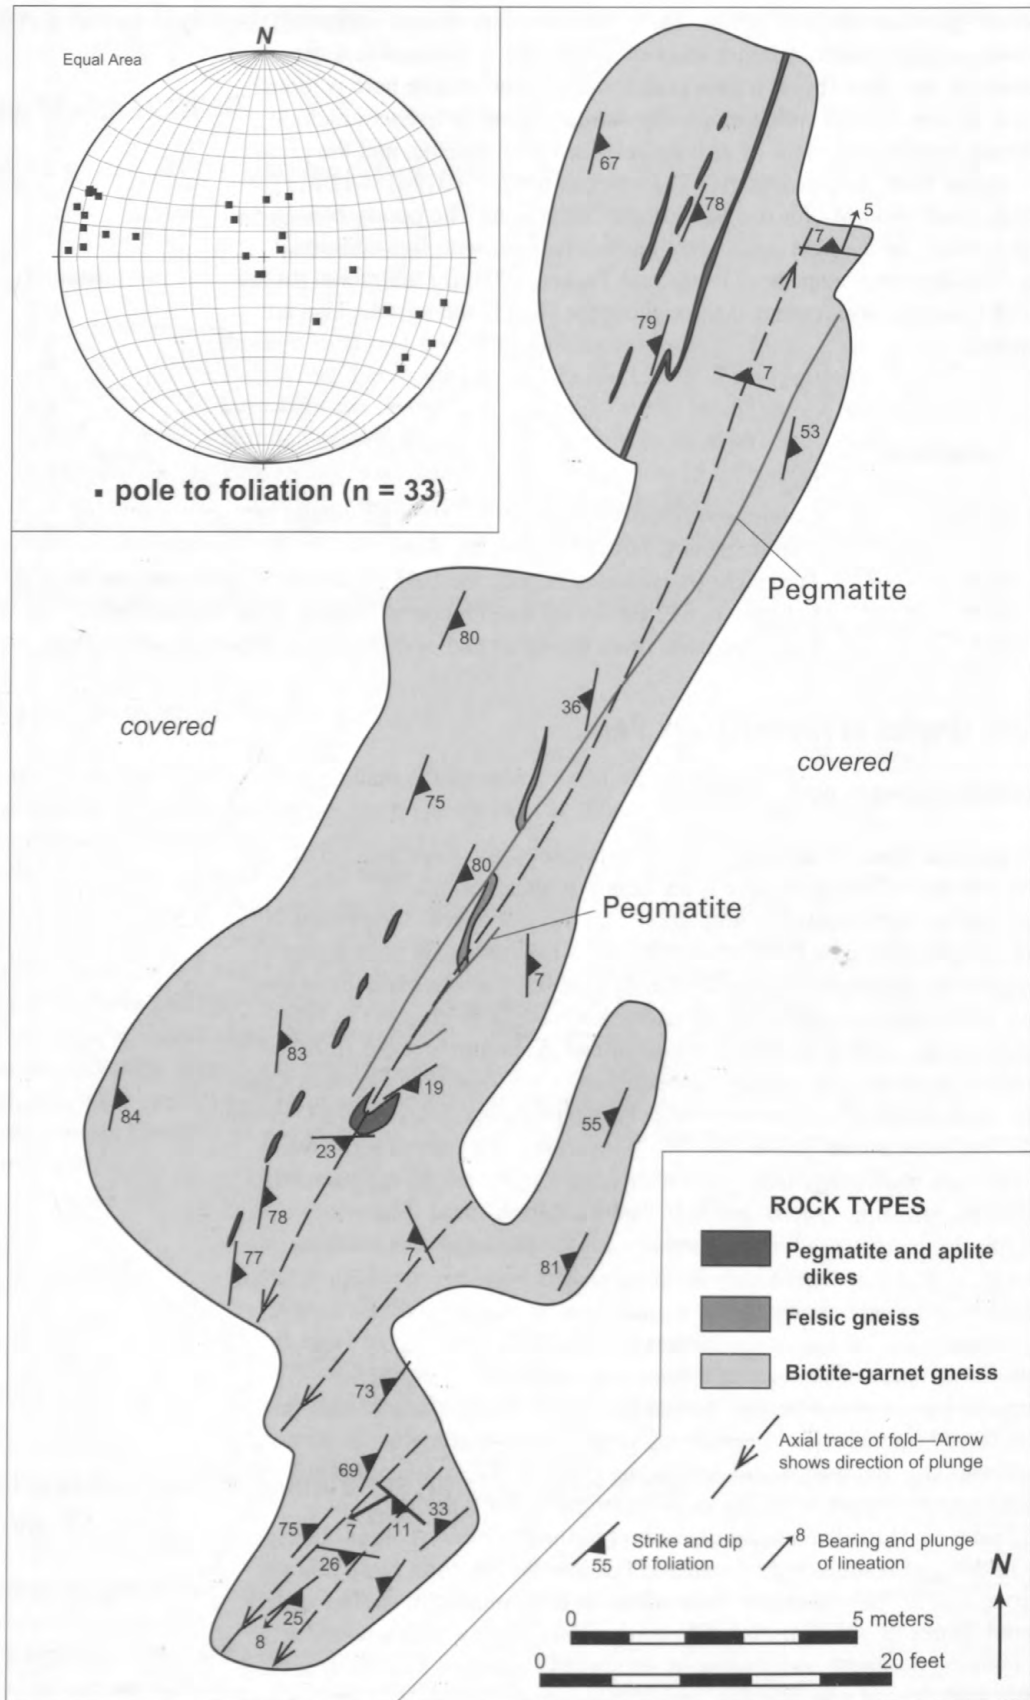 N
Equal Area
pole to foliation (n = 33)
67
78
5
7
79
7
53
Pegmatite
80
36
covered
covered
75
80
Pegmatite
7
83
84
19
23
55
78
7
77
81
73
69
7
11
33
75
26
25
8
ROCK TYPES
Pegmatite and aplite
dikes
Felsic gneiss
Biotite-garnet gneiss
Axial trace of fold—Arrow
shows direction of plunge
55
Strike and dip
of foliation
8
Bearing and plunge
of lineation
N
0
5 meters
0
20 feet